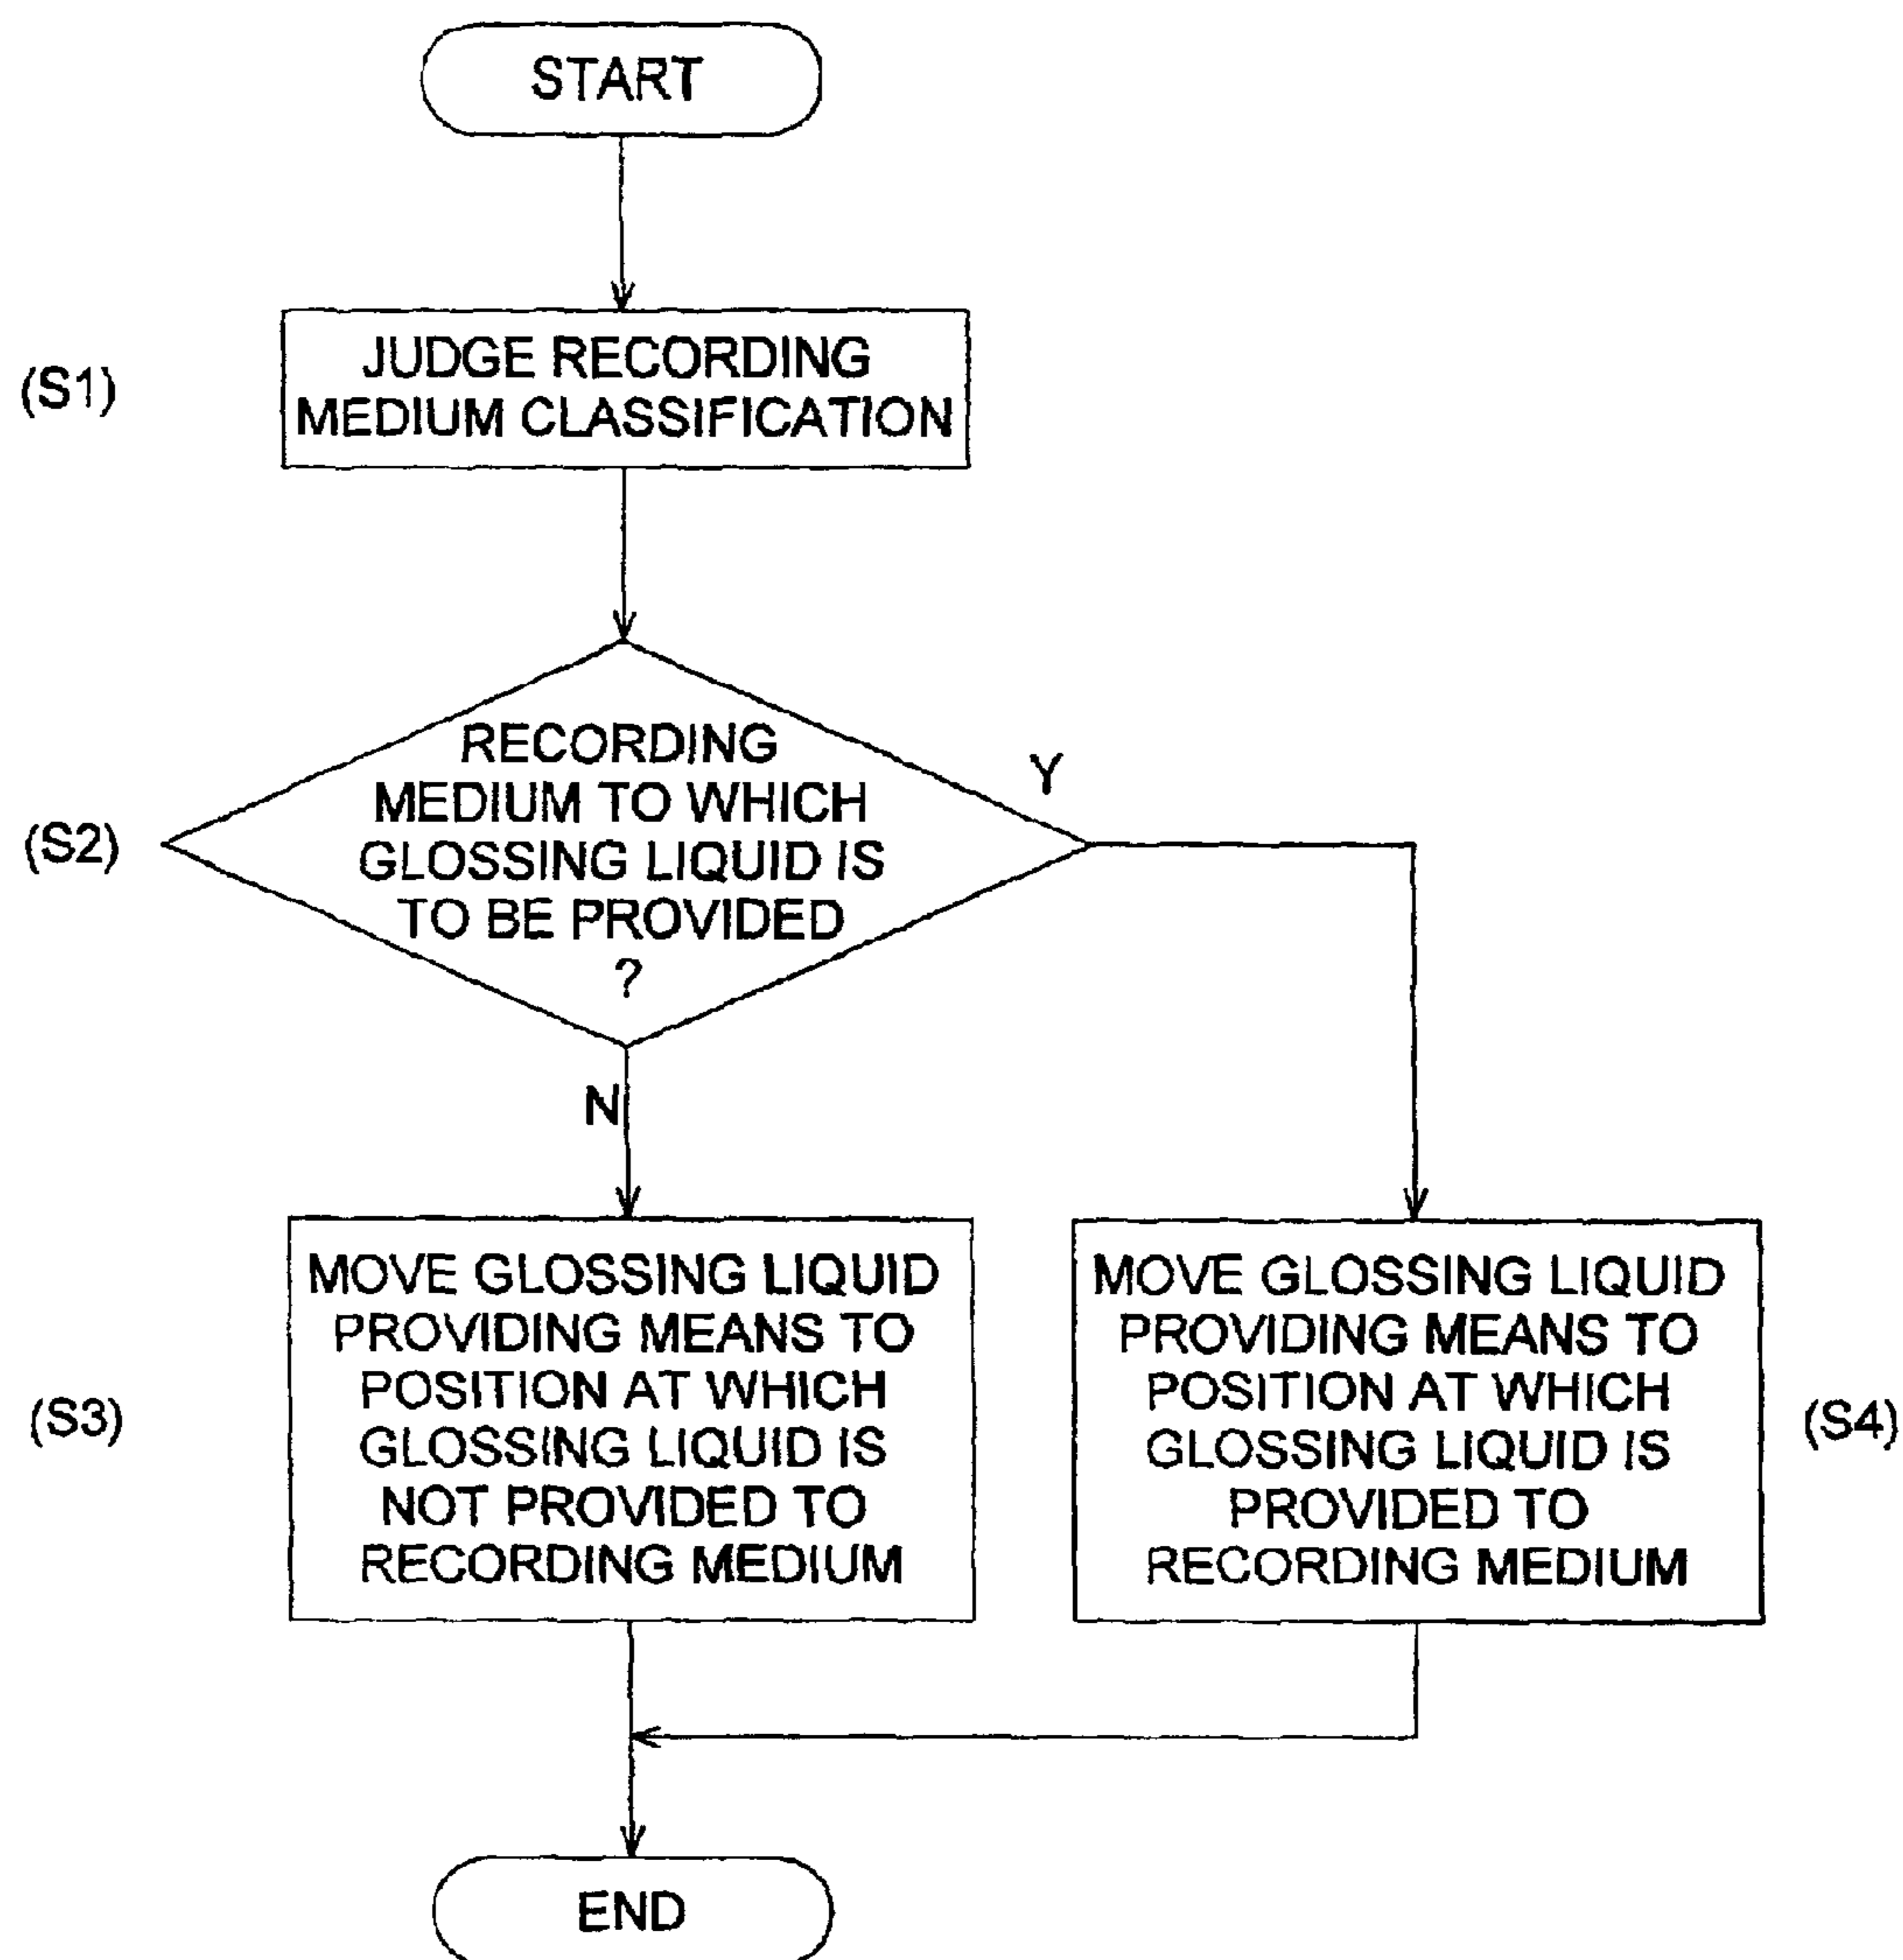 START
(S1)
JUDGE RECORDING
MEDIUM CLASSIFICATION
(S2)
RECORDING
MEDIUM TO WHICH
GLOSSING LIQUID IS
TO BE PROVIDED
?
Y
N
(S3)
MOVE GLOSSING LIQUID
PROVIDING MEANS TO
POSITION AT WHICH
GLOSSING LIQUID IS
NOT PROVIDED TO
RECORDING MEDIUM
MOVE GLOSSING LIQUID
PROVIDING MEANS TO
POSITION AT WHICH
GLOSSING LIQUID IS
PROVIDED TO
RECORDING MEDIUM
(S4)
END